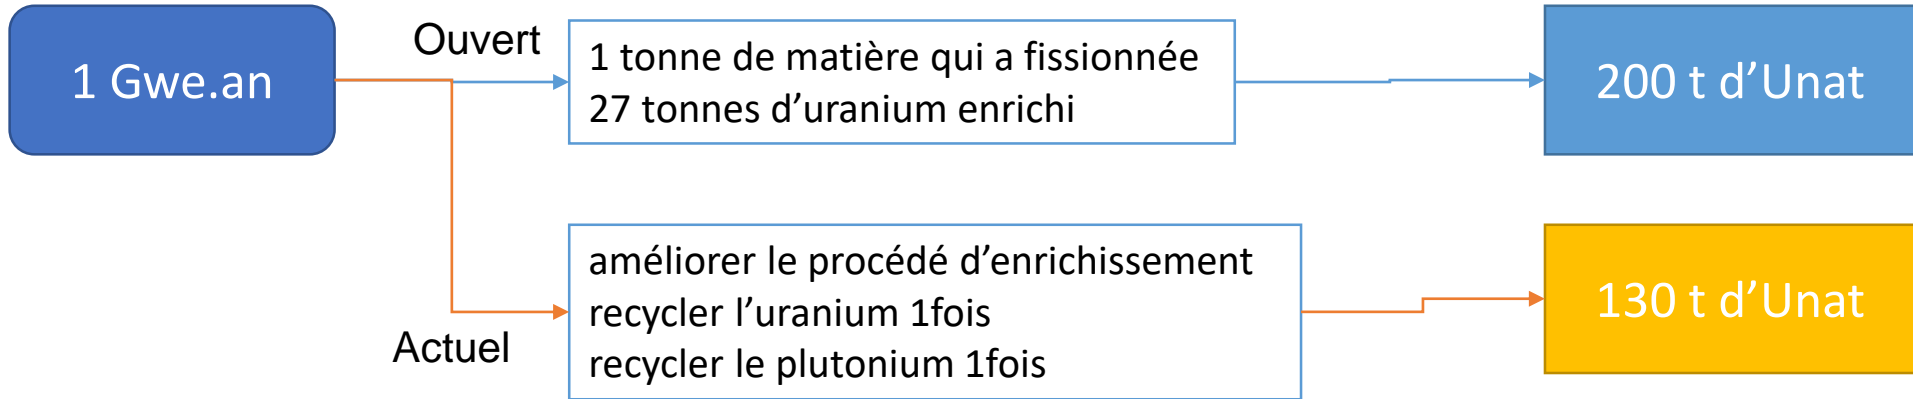 1 Gwe.an
Ouvert
1 tonne de matière qui a fissionnée
27 tonnes d’uranium enrichi
200 t d’Unat
Actuel
améliorer le procédé d’enrichissement
recycler l’uranium 1fois
recycler le plutonium 1fois
130 t d’Unat